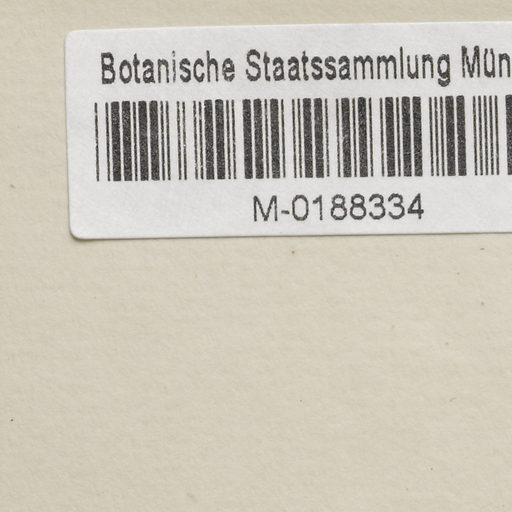 Botanische Staatssammlung Mün
M-0188334